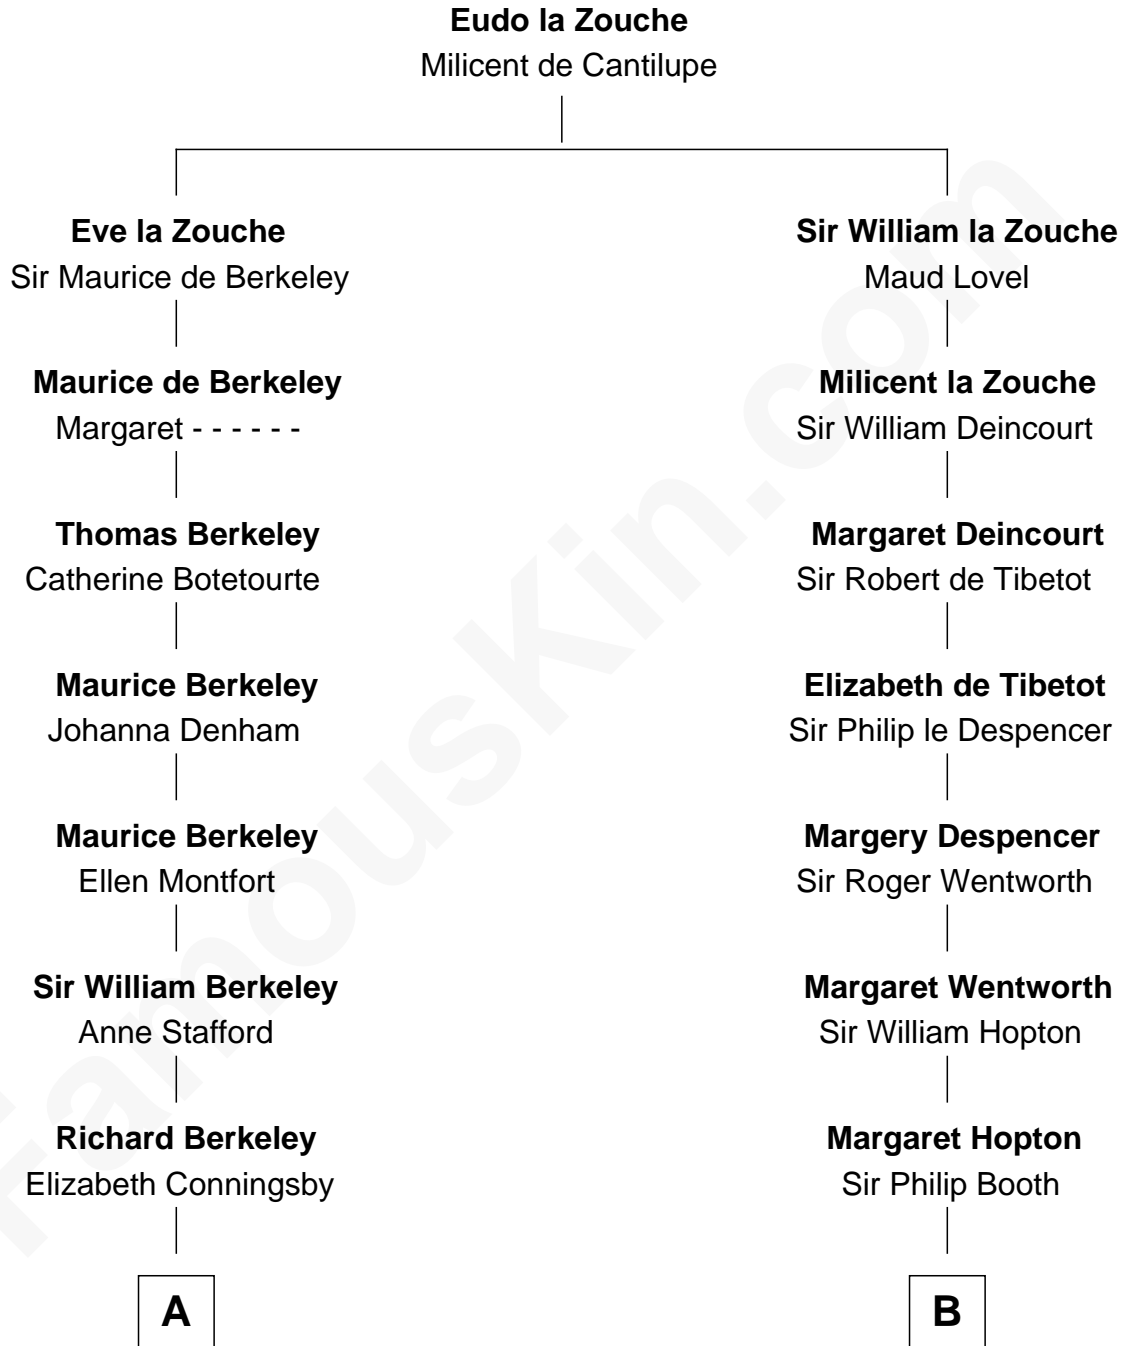 Eudo la Zouche
Milicent de Cantilupe
Eve la Zouche
Sir Maurice de Berkeley
Maurice de Berkeley
Margaret - - - - - -
Thomas Berkeley
Catherine Botetourte
Maurice Berkeley
Johanna Denham
Maurice Berkeley
Ellen Montfort
Sir William Berkeley
Anne Stafford
Richard Berkeley
Elizabeth Conningsby
A
Sir William la Zouche
Maud Lovel
Milicent la Zouche
Sir William Deincourt
Margaret Deincourt
Sir Robert de Tibetot
Elizabeth de Tibetot
Sir Philip le Despencer
Margery Despencer
Sir Roger Wentworth
Margaret Wentworth
Sir William Hopton
Margaret Hopton
Sir Philip Booth
B
FamousKin.com